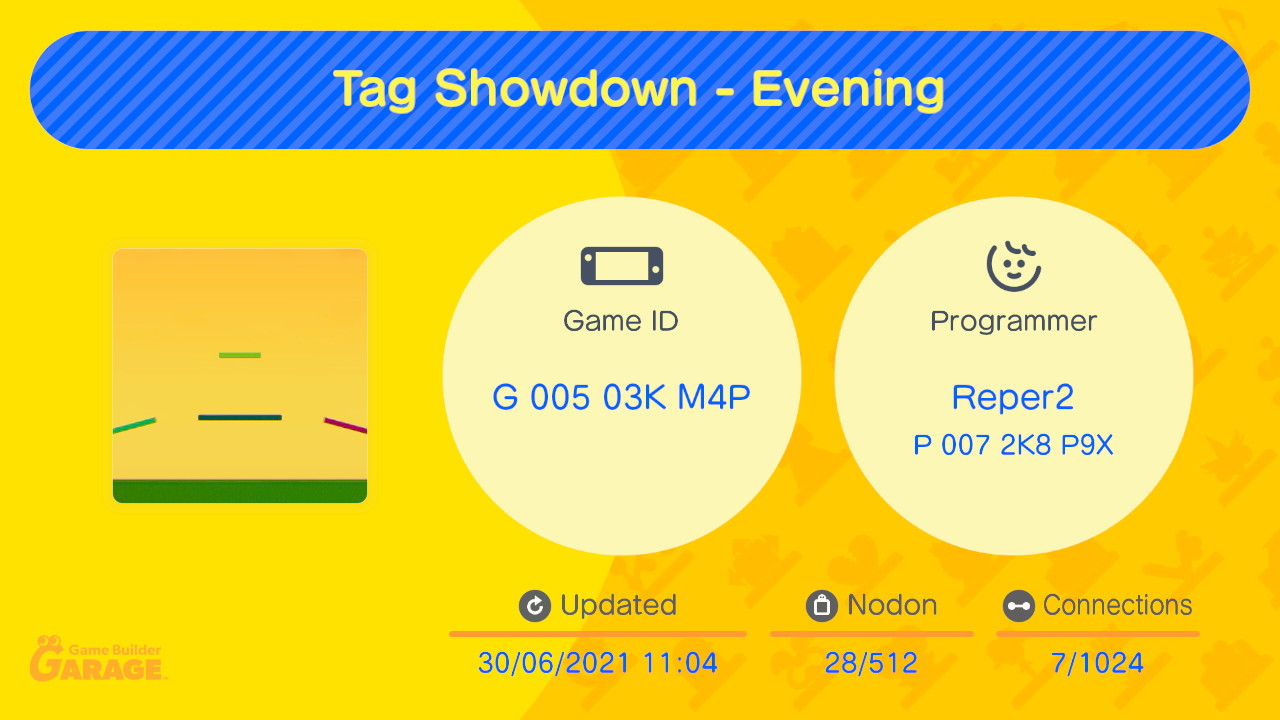 Tag Showdown - Evening
Game ID
G 005 03K M4P
Programmer
Reper2
P 007 2K8 P9X
Updated
30/06/2021 11:04
Nodon
28/512
Connections
7/1024
Game Builder
GARAGE™